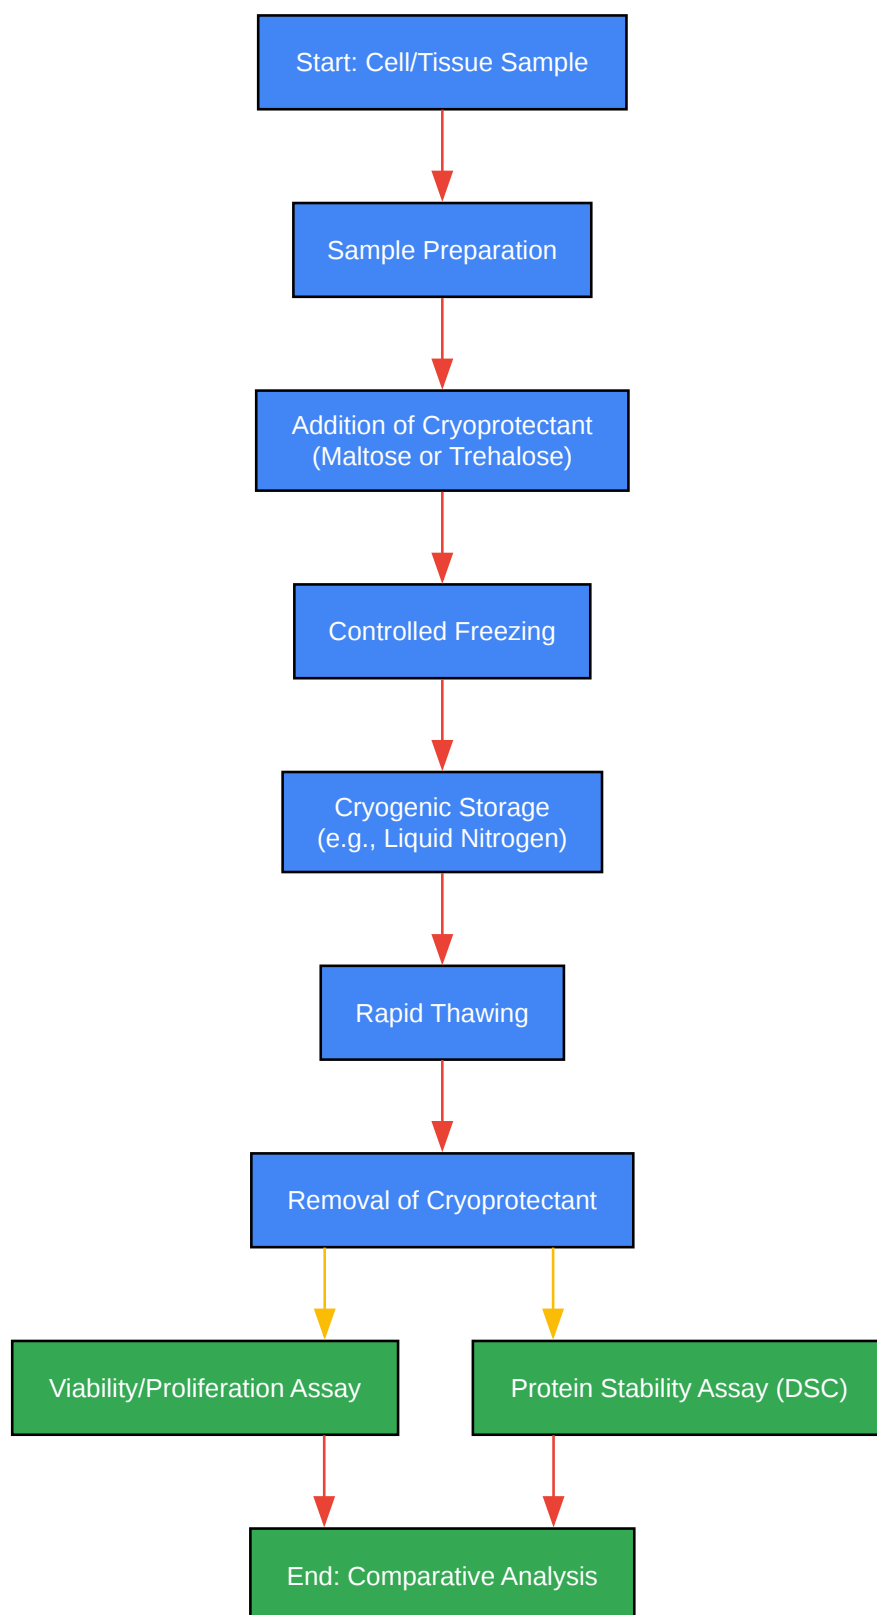 Start: Cell/Tissue Sample
Sample Preparation
Addition of Cryoprotectant
(Maltose or Trehalose)
Controlled Freezing
Cryogenic Storage
(e.g., Liquid Nitrogen)
Rapid Thawing
Removal of Cryoprotectant
Viability/Proliferation Assay
Protein Stability Assay (DSC)
End: Comparative Analysis